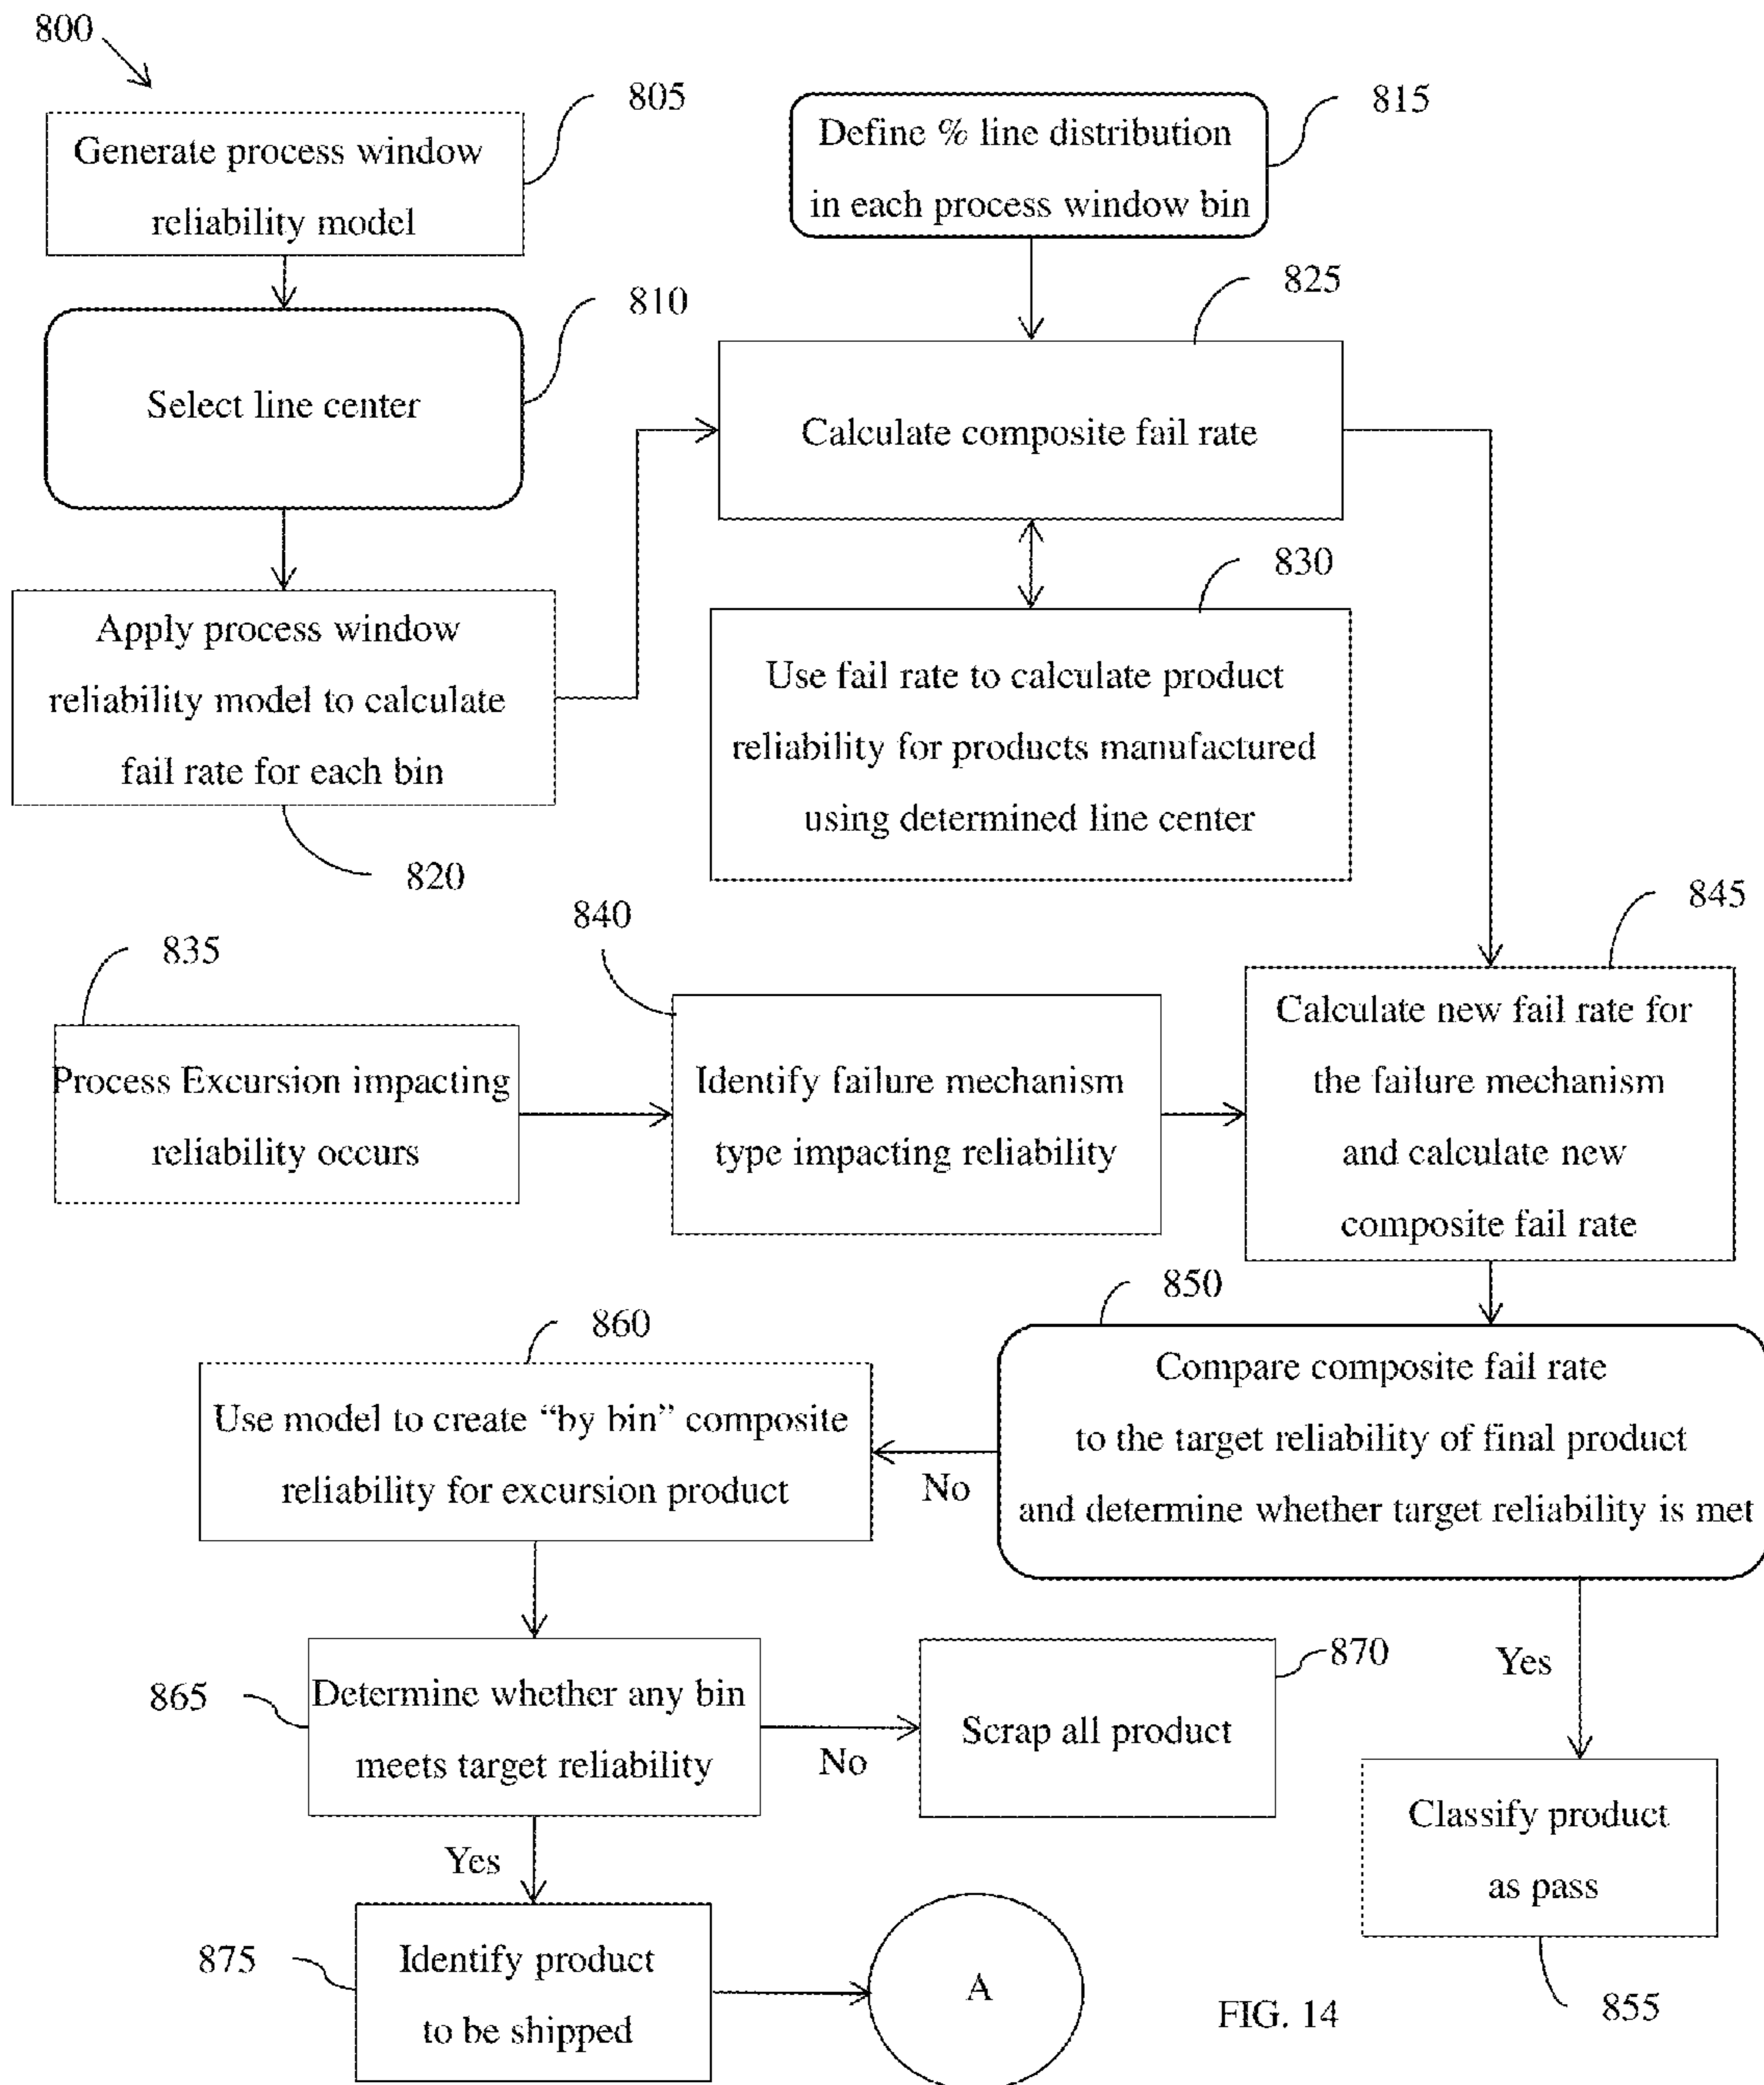 800
805
Generate process window
reliability model
815
Define % line distribution
in each process window bin
810
Select line center
825
Calculate composite fail rate
Apply process window
reliability model to calculate
fail rate for each bin
820
830
Use fail rate to calculate product
reliability for products manufactured
using determined line center
835
Process Excursion impacting
reliability occurs
840
Identify failure mechanism
type impacting reliability
845
Calculate new fail rate for
the failure mechanism
and calculate new
composite fail rate
850
Compare composite fail rate
to the target reliability of final product
and determine whether target reliability is met
No
860
Use model to create “by bin” composite
reliability for excursion product
865
Determine whether any bin
meets target reliability
No
870
Scrap all product
Yes
Classify product
as pass
855
Yes
875
Identify product
to be shipped
A
FIG. 14